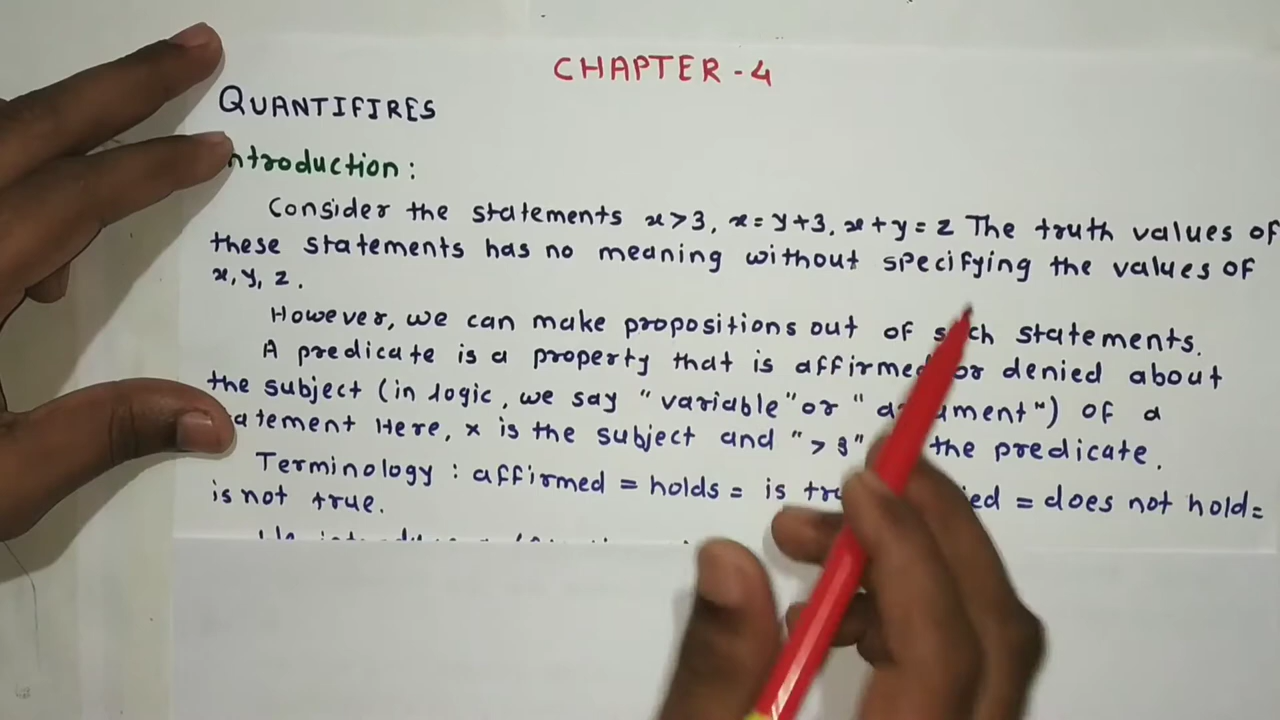 CHAPTER - 4
QUANTIFIRES
ntroduction :
Consider the statements x > 3, x = y + 3, x + y = z The truth values of
these statements has no meaning without specifying the values of
x, y, z.
However, we can make propositions out of such statements.
A predicate is a property that is affirmed or denied about
the subject (in logic, we say "variable" or "argument") of a
statement Here, x is the subject and "> 3" the predicate.
Terminology : affirmed = holds = is = does not hold =
is not true.